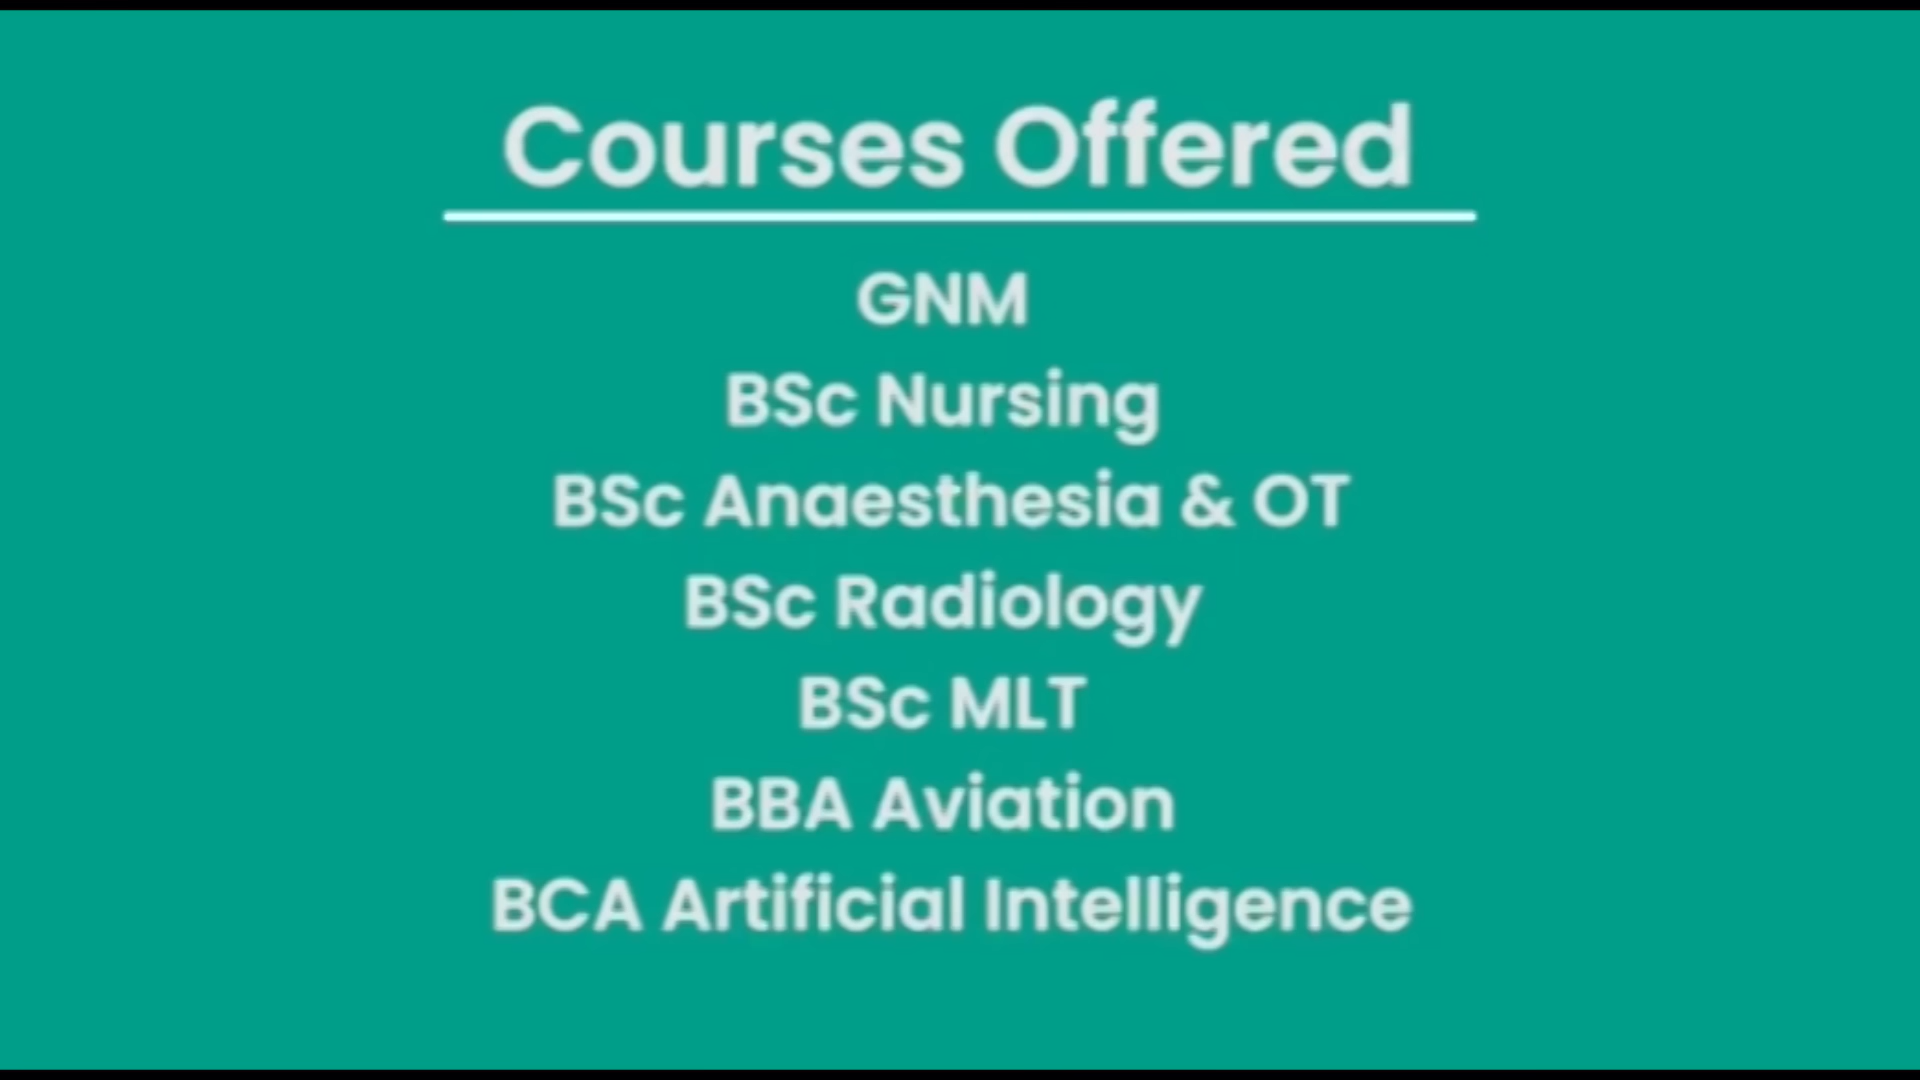 Courses Offered
GNM
BSc Nursing
BSc Anaesthesia & OT
BSc Radiology
BSc MLT
BBA Aviation
BCA Artificial Intelligence